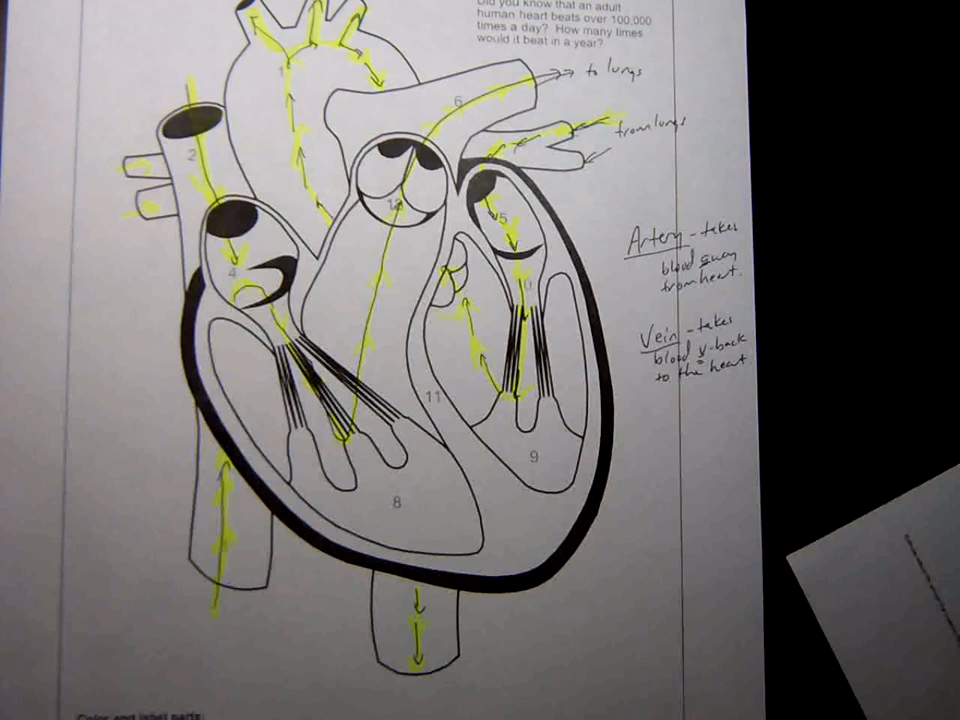 Did you know that an adult
human heart beats over 100,000
times a day? How many times
would it beat in a year?
to lungs
6
from lungs
2
12
5
Artery - takes
blood away
from heart.
4
Vein - takes
blood v-back
to the heart.
11
9
8
Color and label parts: